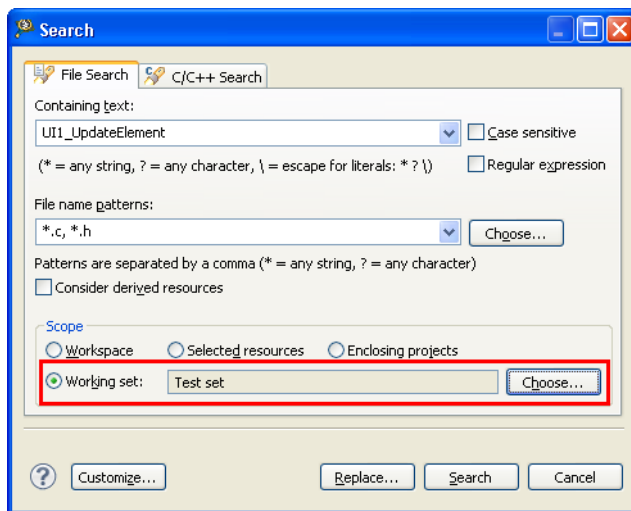 Search
File Search C/C++ Search
Containing text:
UI1_UpdateElement
Case sensitive
(* = any string, ? = any character, \ = escape for literals: * ? \)
Regular expression
File name patterns:
*.c, *.h
Choose...
Patterns are separated by a comma (* = any string, ? = any character)
Consider derived resources
Scope
Workspace Selected resources Enclosing projects
Working set: Test set Choose...
? Customize... Replace... Search Cancel